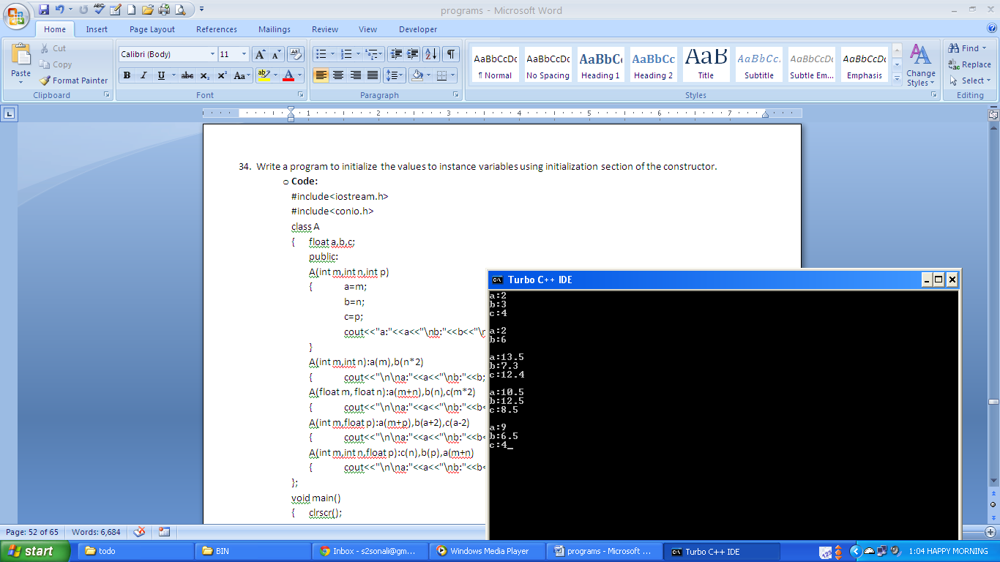 programs - Microsoft Word
Home Insert Page Layout References Mailings Review View Developer
Paste
Cut
Copy
Format Painter
Clipboard
Calibri (Body) 11
B I U abc x₂ x² Aa
Font
Paragraph
AaBbCcDc AaBbCcDc AaBbCc AaBbCc AaB AaBbCc. AaBbCcDc AaBbCcDc
¶ Normal No Spacing Heading 1 Heading 2 Title Subtitle Subtle Em... Emphasis
Change Styles
Styles
Find
Replace
Select
Editing
1 2 3 4 5 6 7
34. Write a program to initialize the values to instance variables using initialization section of the constructor.
o Code:
#include<iostream.h>
#include<conio.h>
class A
{ float a,b,c;
public:
A(int m,int n,int p)
{ a=m;
b=n;
c=p;
cout<<"a:"<<a<<"\nb:"<<b<<"\n
}
A(int m,int n):a(m),b(n*2)
{ cout<<"\n\na:"<<a<<"\nb:"<<b;
A(float m, float n):a(m+n),b(n),c(m*2)
{ cout<<"\n\na:"<<a<<"\nb:"<<b<
A(int m,float p):a(m+p),b(a+2),c(a-2)
{ cout<<"\n\na:"<<a<<"\nb:"<<b<
A(int m,int n,float p):c(n),b(p),a(m+n)
{ cout<<"\n\na:"<<a<<"\nb:"<<b<
};
void main()
{ clrscr();
Turbo C++ IDE
a:2
b:3
c:4
a:2
b:6
a:13.5
b:7.3
c:12.4
a:10.5
b:12.5
c:8.5
a:9
b:6.5
c:4_
Page: 52 of 65 Words: 6,684
start todo BIN Inbox - s2sonali@gm... Windows Media Player programs - Microsoft ... Turbo C++ IDE 1:04 HAPPY MORNING